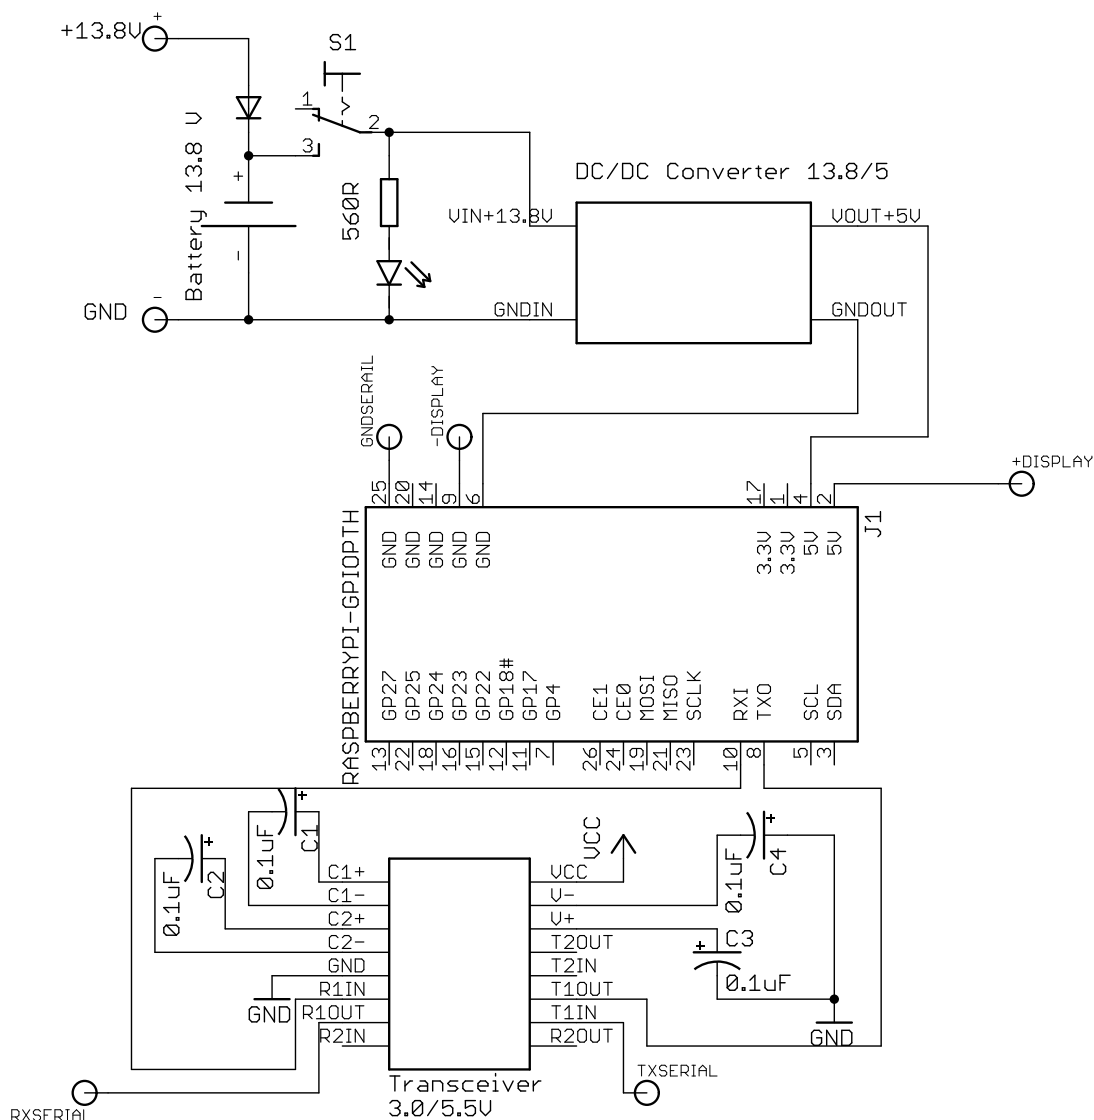 +
+13.8V
S1
1
2
3
+
Battery 13.8 V
-
560R
DC/DC Converter 13.8/5
VIN+13.8V
VOUT+5V
-
GND
GNDIN
GNDOUT
GNDSERAIL
-DISPLAY
+DISPLAY
25
20
14
9
6
17
1
4
2
J1
RASPBERRYPI-GPIOPTH
GND
GND
GND
GND
GND
3.3V
3.3V
5V
5V
GP27
GP25
GP24
GP23
GP22
GP18#
GP17
GP4
CE1
CE0
MOSI
MISO
SCLK
RXI
TXO
SCL
SDA
13
22
18
16
15
12
11
7
26
24
19
21
23
10
8
5
3
+
C1
0.1uF
+
C2
0.1uF
VCC
+
C4
0.1uF
C1+
VCC
C1-
V-
C2+
V+
C2-
T2OUT
+
C3
0.1uF
GND
T2IN
R1IN
T1OUT
GND
R1OUT
T1IN
R2IN
R2OUT
GND
Transceiver
3.0/5.5V
TXSERIAL
RXSERIAL